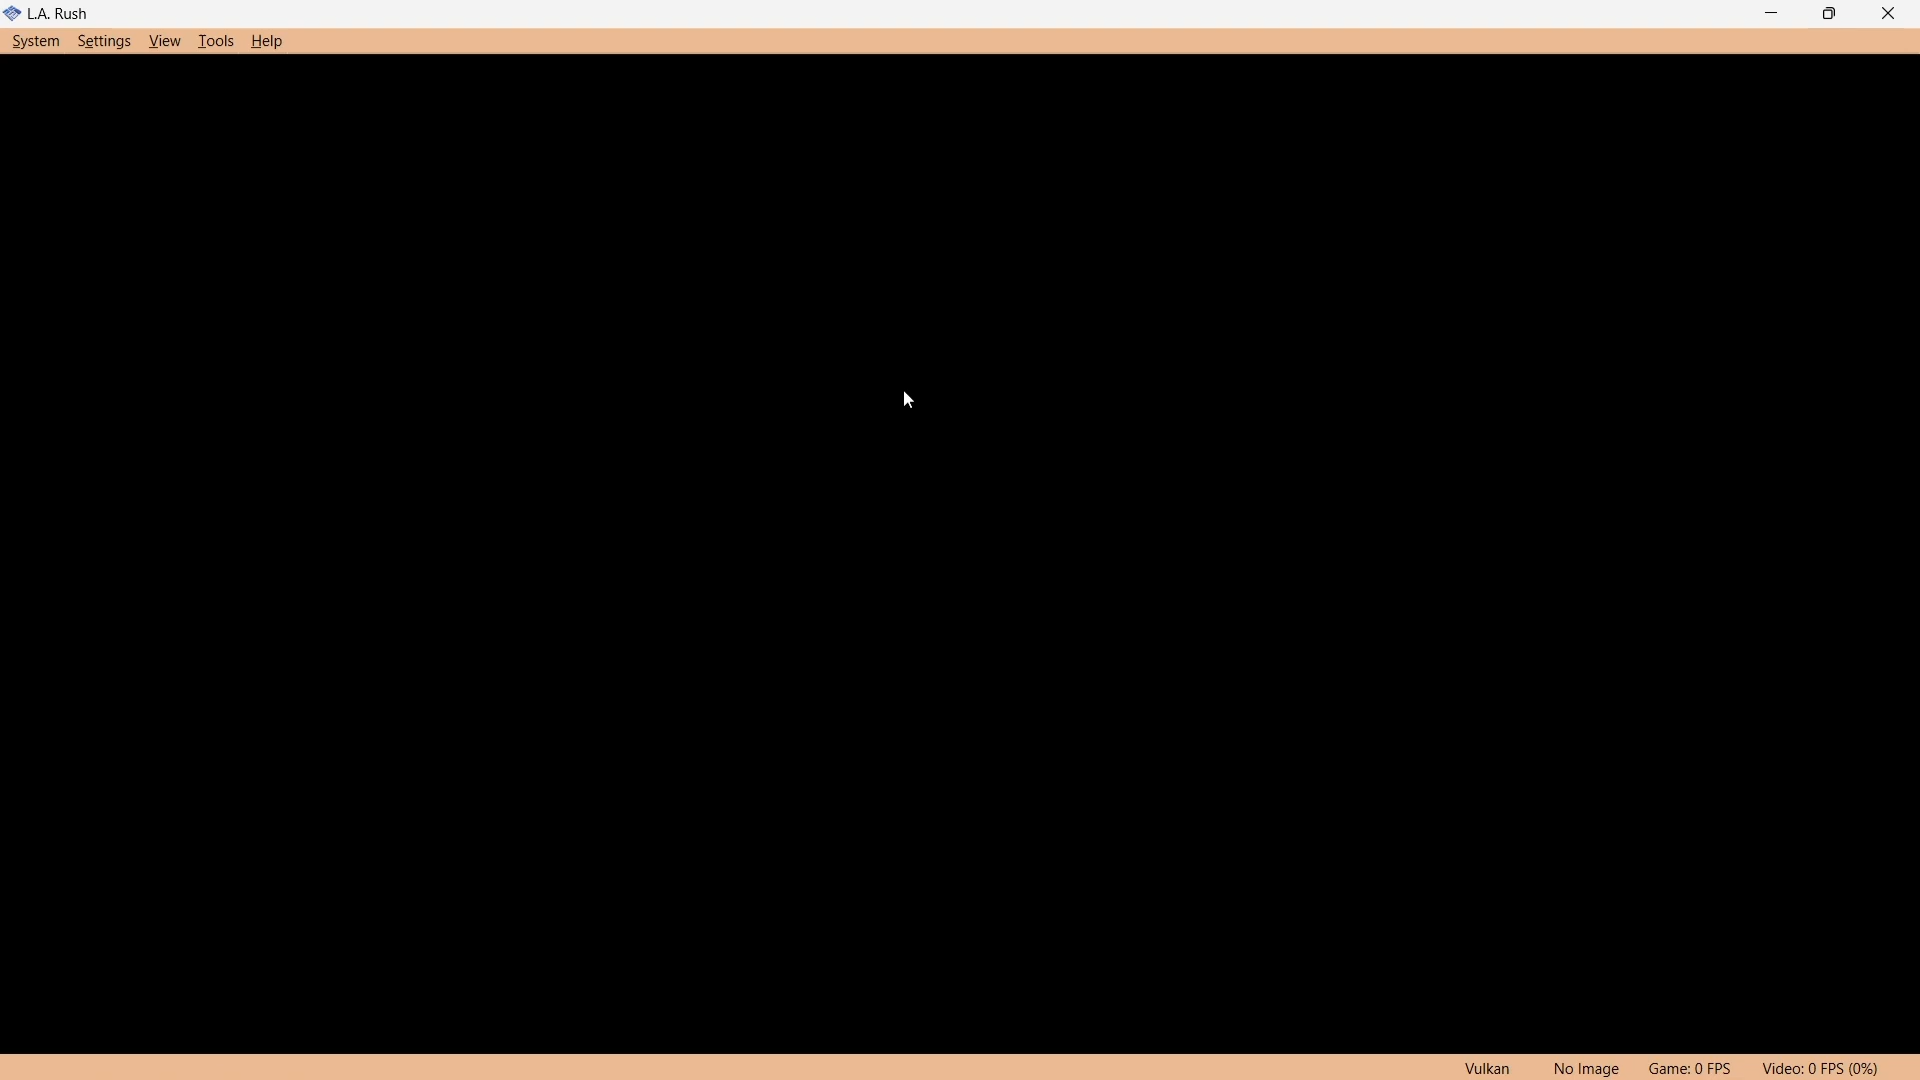 L.A. Rush
System Settings View Tools Help
Vulkan No Image Game: 0 FPS Video: 0 FPS (0%)